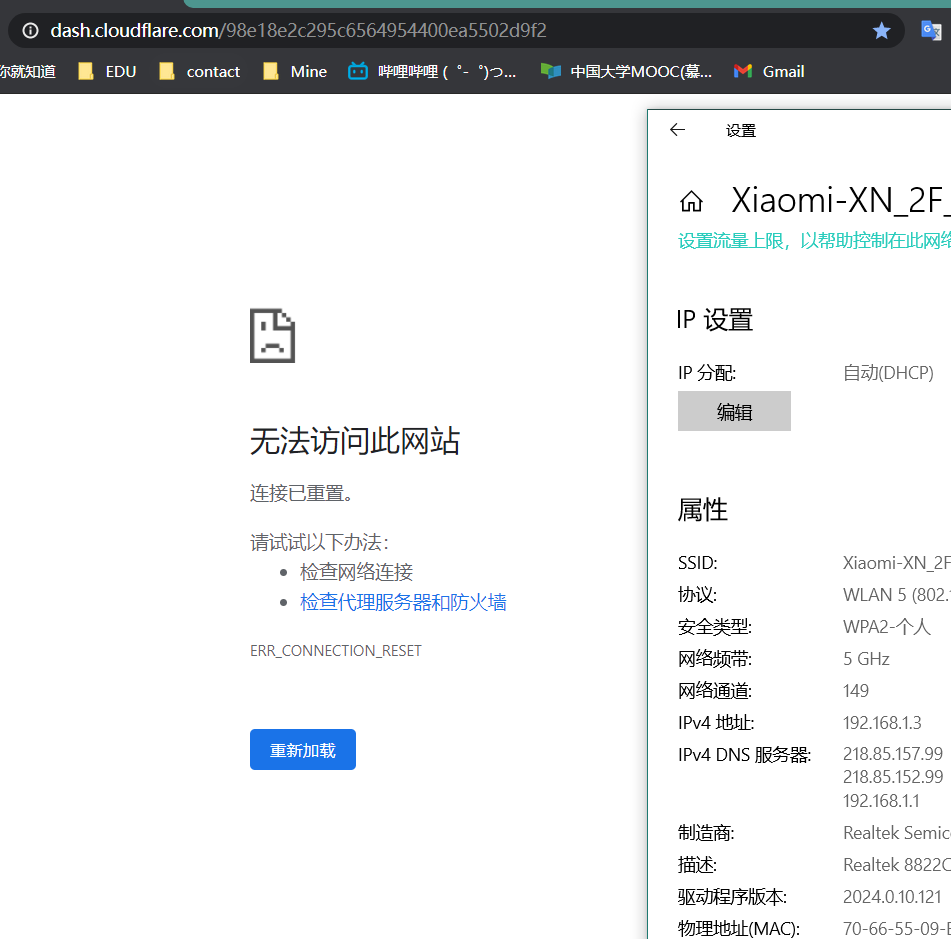 dash.cloudflare.com/98e18e2c295c6564954400ea5502d9f2
你就知道 EDU contact Mine 哔哩哔哩 ( ゜- ゜)つ... 中国大学MOOC(慕... Gmail
无法访问此网站
连接已重置。
请试试以下办法：
检查网络连接
检查代理服务器和防火墙
ERR_CONNECTION_RESET
重新加载
设置
Xiaomi-XN_2F_
设置流量上限，以帮助控制在此网络
IP 设置
IP 分配: 自动(DHCP)
编辑
属性
SSID: Xiaomi-XN_2F
协议: WLAN 5 (802.1
安全类型: WPA2-个人
网络频带: 5 GHz
网络通道: 149
IPv4 地址: 192.168.1.3
IPv4 DNS 服务器: 218.85.157.99
218.85.152.99
192.168.1.1
制造商: Realtek Semic
描述: Realtek 8822C
驱动程序版本: 2024.0.10.121
物理地址(MAC): 70-66-55-09-